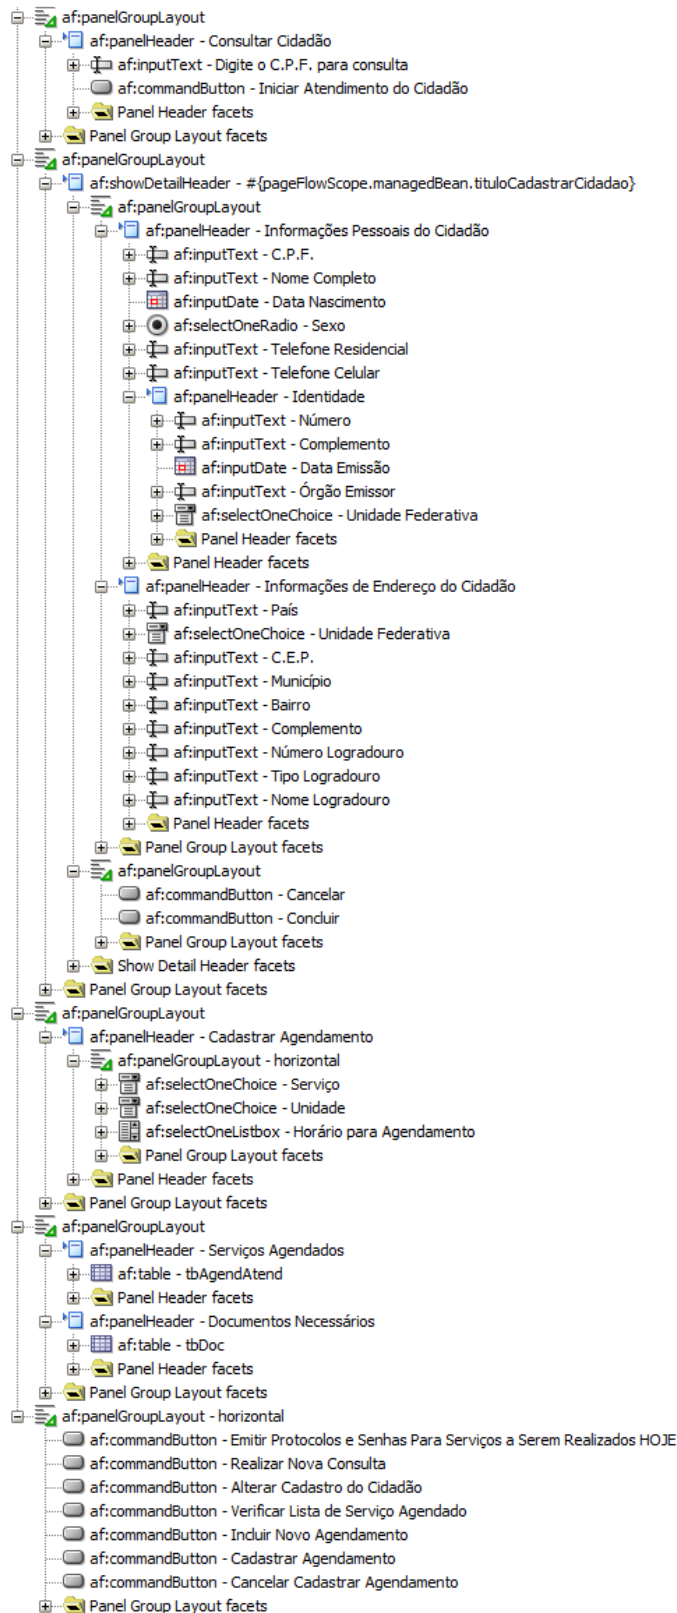 af:panelGroupLayout
af:panelHeader - Consultar Cidadão
af:inputText - Digite o C.P.F. para consulta
af:commandButton - Iniciar Atendimento do Cidadão
Panel Header facets
Panel Group Layout facets
af:panelGroupLayout
af:showDetailHeader - #{pageFlowScope.managedBean.tituloCadastrarCidadao}
af:panelGroupLayout
af:panelHeader - Informações Pessoais do Cidadão
af:inputText - C.P.F.
af:inputText - Nome Completo
af:inputDate - Data Nascimento
af:selectOneRadio - Sexo
af:inputText - Telefone Residencial
af:inputText - Telefone Celular
af:panelHeader - Identidade
af:inputText - Número
af:inputText - Complemento
af:inputDate - Data Emissão
af:inputText - Órgão Emissor
af:selectOneChoice - Unidade Federativa
Panel Header facets
Panel Header facets
af:panelHeader - Informações de Endereço do Cidadão
af:inputText - País
af:selectOneChoice - Unidade Federativa
af:inputText - C.E.P.
af:inputText - Município
af:inputText - Bairro
af:inputText - Complemento
af:inputText - Número Logradouro
af:inputText - Tipo Logradouro
af:inputText - Nome Logradouro
Panel Header facets
Panel Group Layout facets
af:panelGroupLayout
af:commandButton - Cancelar
af:commandButton - Concluir
Panel Group Layout facets
Show Detail Header facets
Panel Group Layout facets
af:panelGroupLayout
af:panelHeader - Cadastrar Agendamento
af:panelGroupLayout - horizontal
af:selectOneChoice - Serviço
af:selectOneChoice - Unidade
af:selectOneListbox - Horário para Agendamento
Panel Group Layout facets
Panel Header facets
Panel Group Layout facets
af:panelGroupLayout
af:panelHeader - Serviços Agendados
af:table - tbAgendAtend
Panel Header facets
af:panelHeader - Documentos Necessários
af:table - tbDoc
Panel Header facets
Panel Group Layout facets
af:panelGroupLayout - horizontal
af:commandButton - Emitir Protocolos e Senhas Para Serviços a Serem Realizados HOJE
af:commandButton - Realizar Nova Consulta
af:commandButton - Alterar Cadastro do Cidadão
af:commandButton - Verificar Lista de Serviço Agendado
af:commandButton - Incluir Novo Agendamento
af:commandButton - Cadastrar Agendamento
af:commandButton - Cancelar Cadastrar Agendamento
Panel Group Layout facets